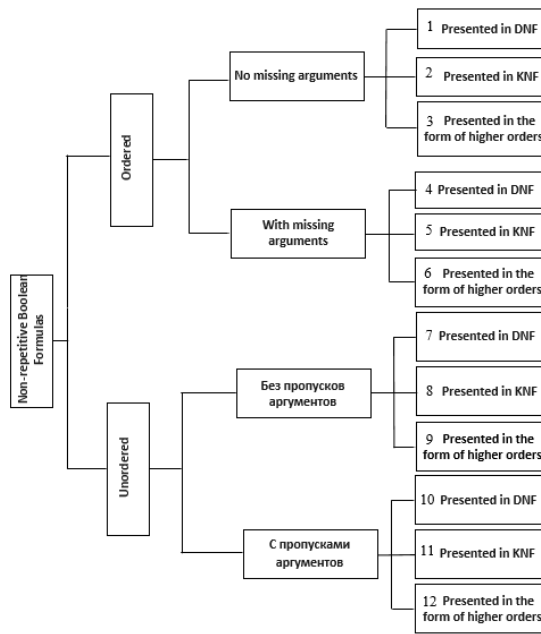 Non-repetitive Boolean
Formulas
Ordered
Unordered
No missing arguments
With missing
arguments
Без пропусков
аргументов
С пропусками
аргументов
1 Presented in DNF
2 Presented in KNF
3 Presented in the
form of higher orders
4 Presented in DNF
5 Presented in KNF
6 Presented in the
form of higher orders
7 Presented in DNF
8 Presented in KNF
9 Presented in the
form of higher orders
10 Presented in DNF
11 Presented in KNF
12 Presented in the
form of higher orders